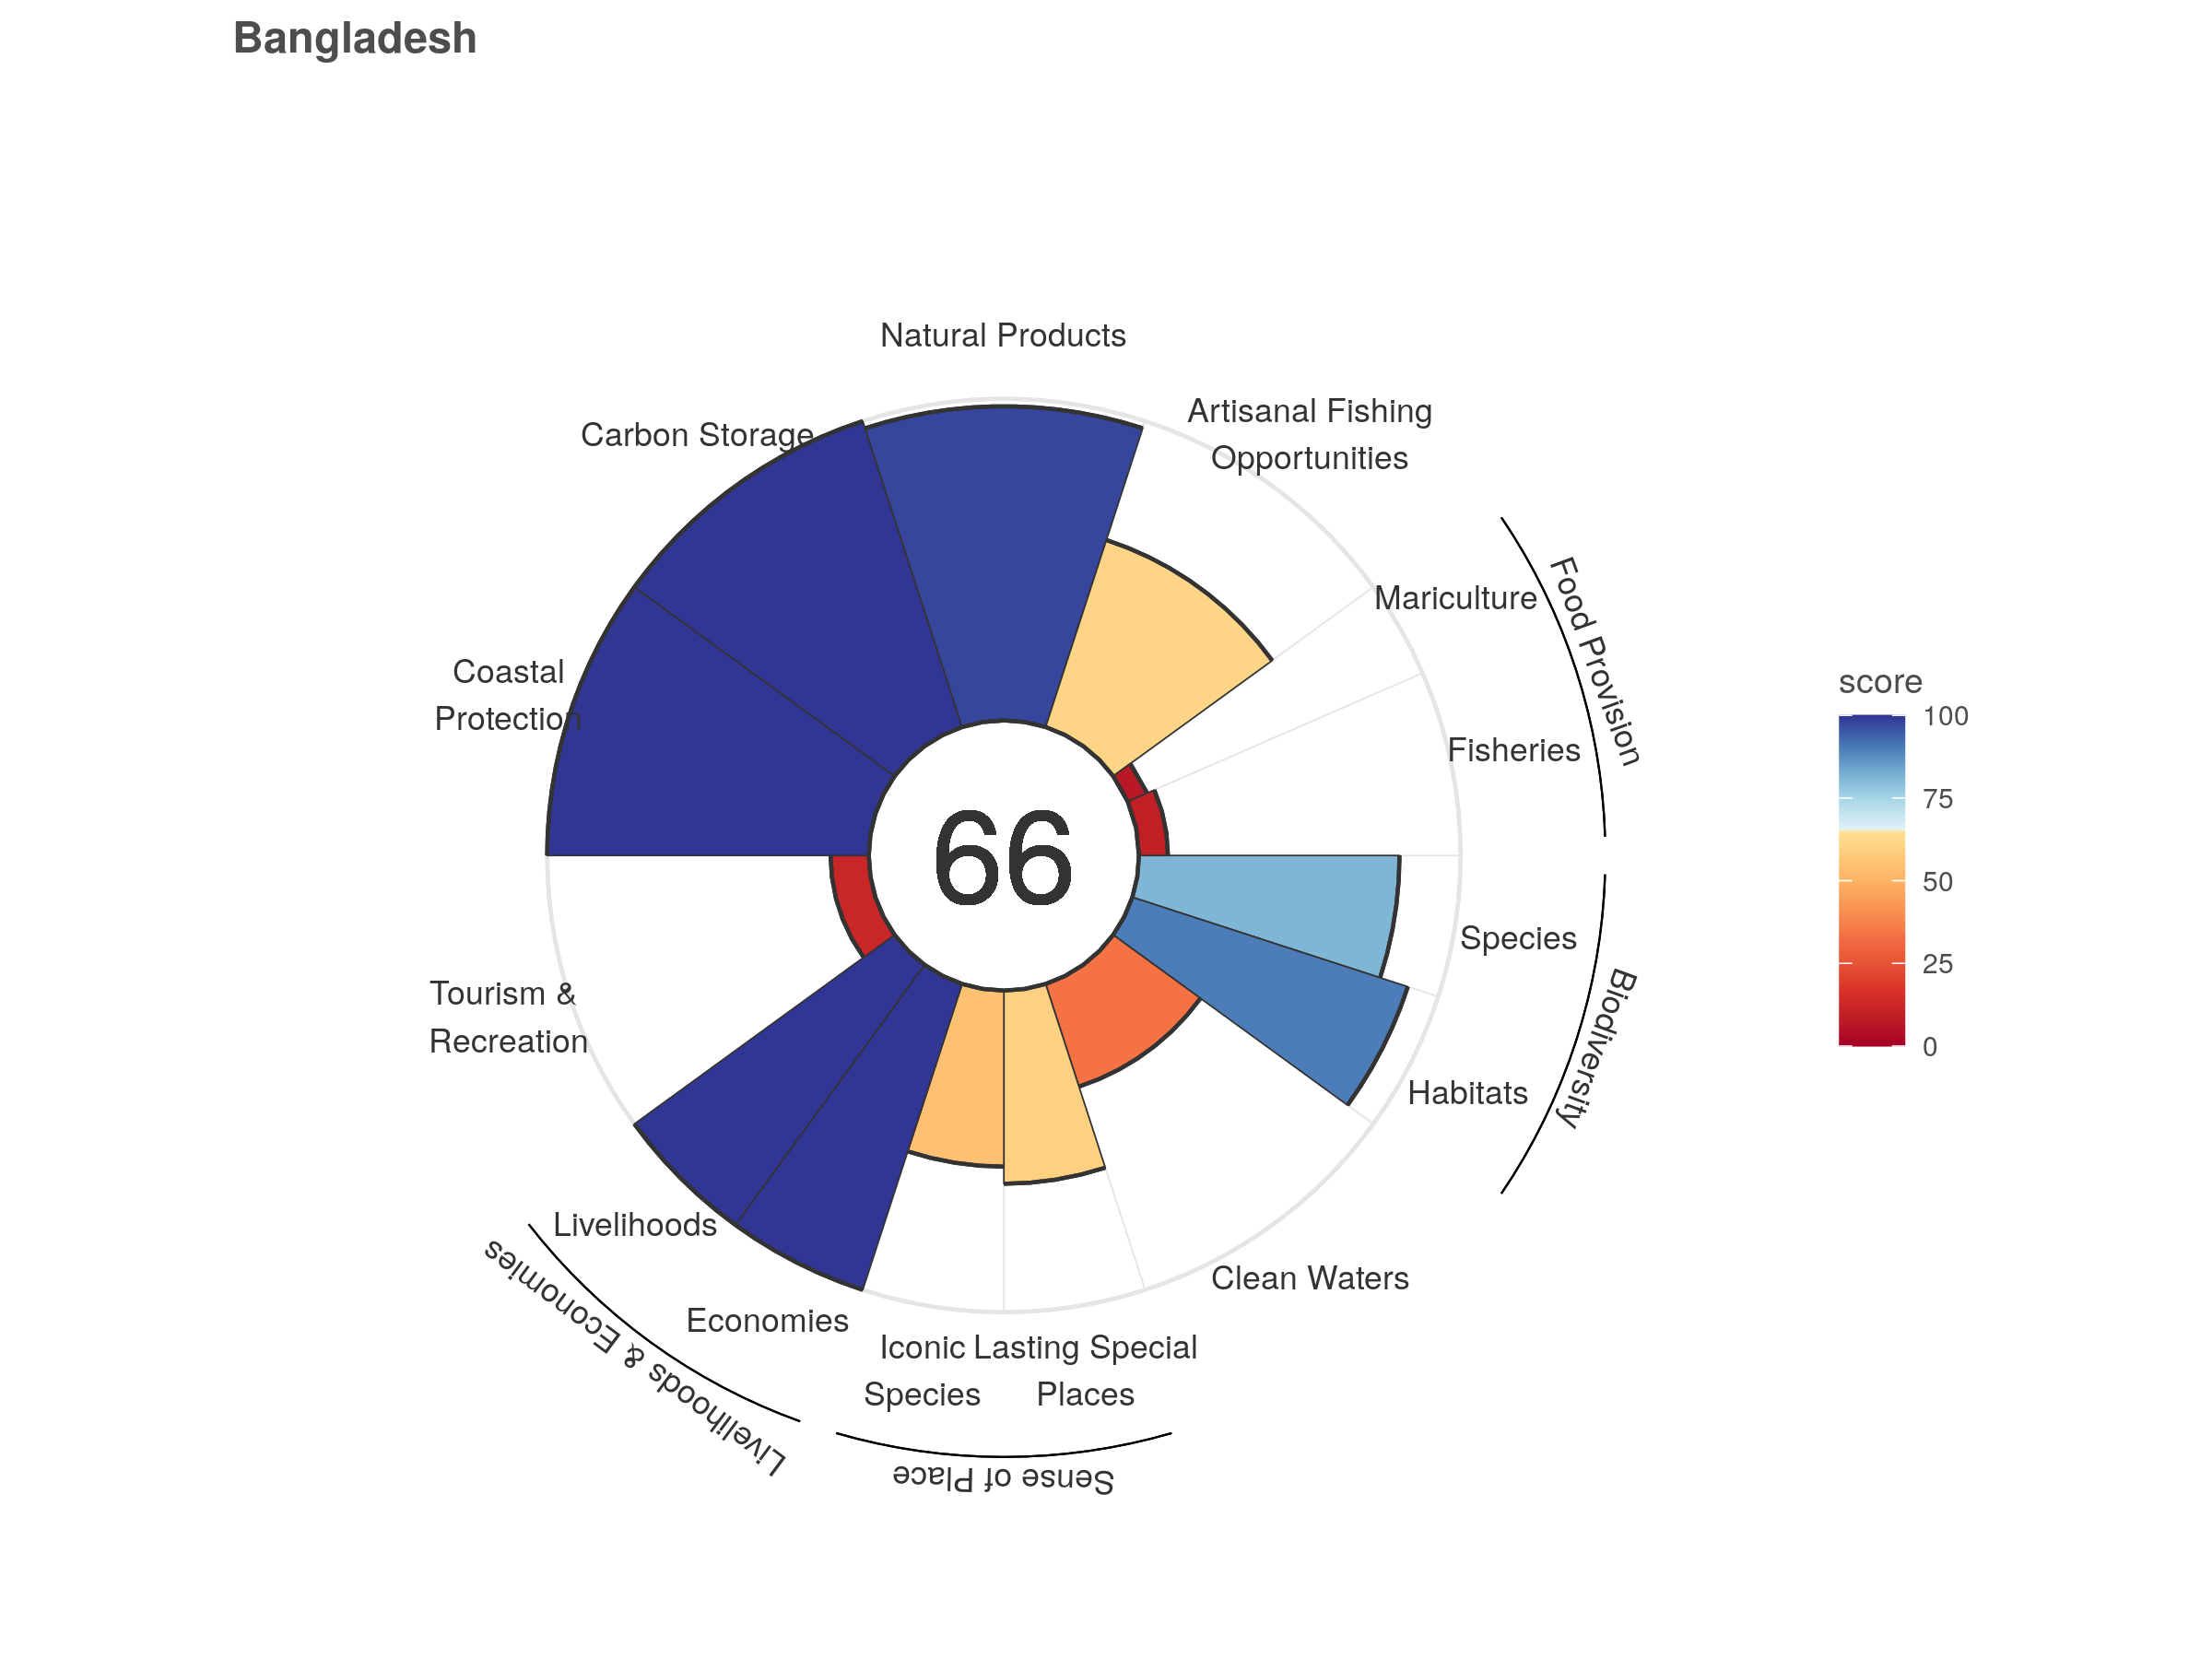 Bangladesh
Natural Products
Artisanal Fishing
Opportunities
Carbon Storage
Mariculture
Food Provision
Coastal
Protection
Fisheries
66
score
100
75
50
25
0
Species
Biodiversity
Habitats
Tourism &
Recreation
Livelihoods
Economies
Livelihoods & Economies
Clean Waters
Iconic
Species
Lasting Special
Places
Sense of Place